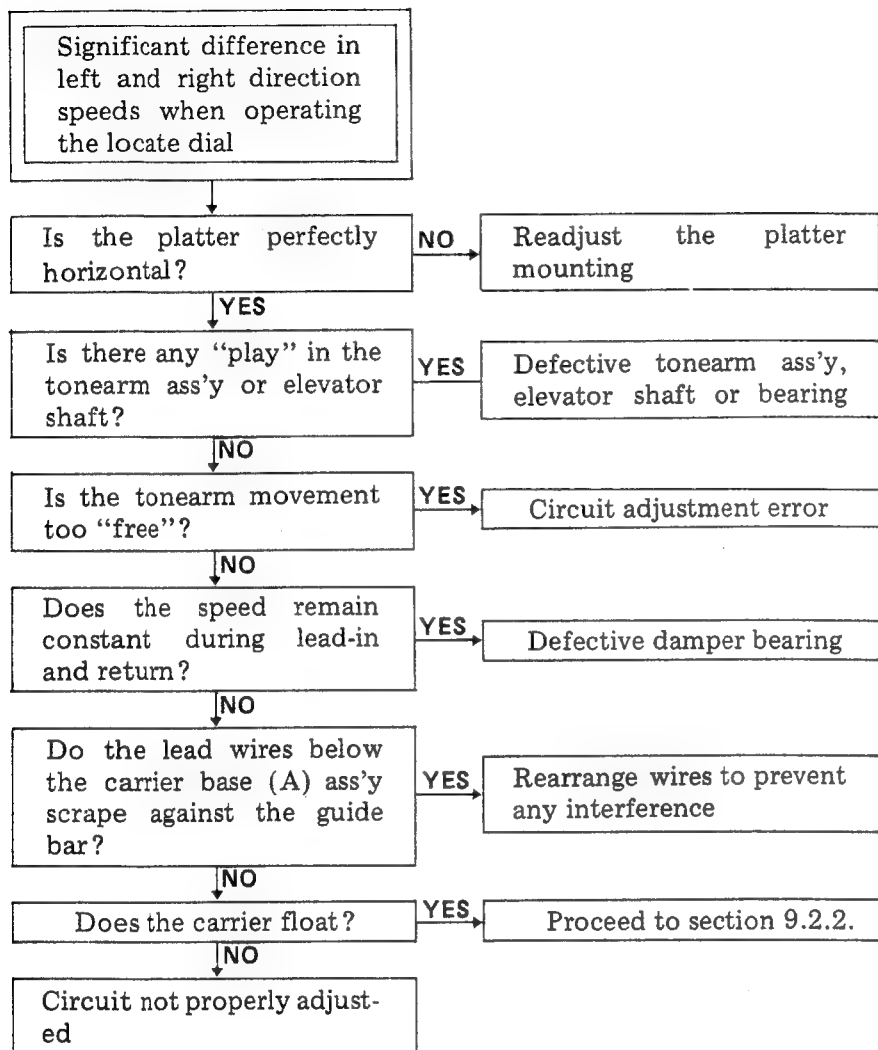 Significant difference in
left and right direction
speeds when operating
the locate dial
Is the platter perfectly
horizontal?
NO
Readjust the platter
mounting
YES
Is there any “play” in the
tonearm ass'y or elevator
shaft?
YES
Defective tonearm ass'y,
elevator shaft or bearing
NO
Is the tonearm movement
too “free”?
YES
Circuit adjustment error
NO
Does the speed remain
constant during lead-in
and return?
YES
Defective damper bearing
NO
Do the lead wires below
the carrier base (A) ass'y
scrape against the guide
bar?
YES
Rearrange wires to prevent
any interference
NO
Does the carrier float?
YES
Proceed to section 9.2.2.
NO
Circuit not properly adjust-
ed